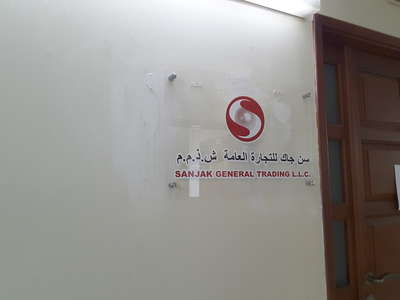 سن جاك للتجارة العامة ش.ذ.م.م
SANJAK GENERAL TRADING L.L.C.